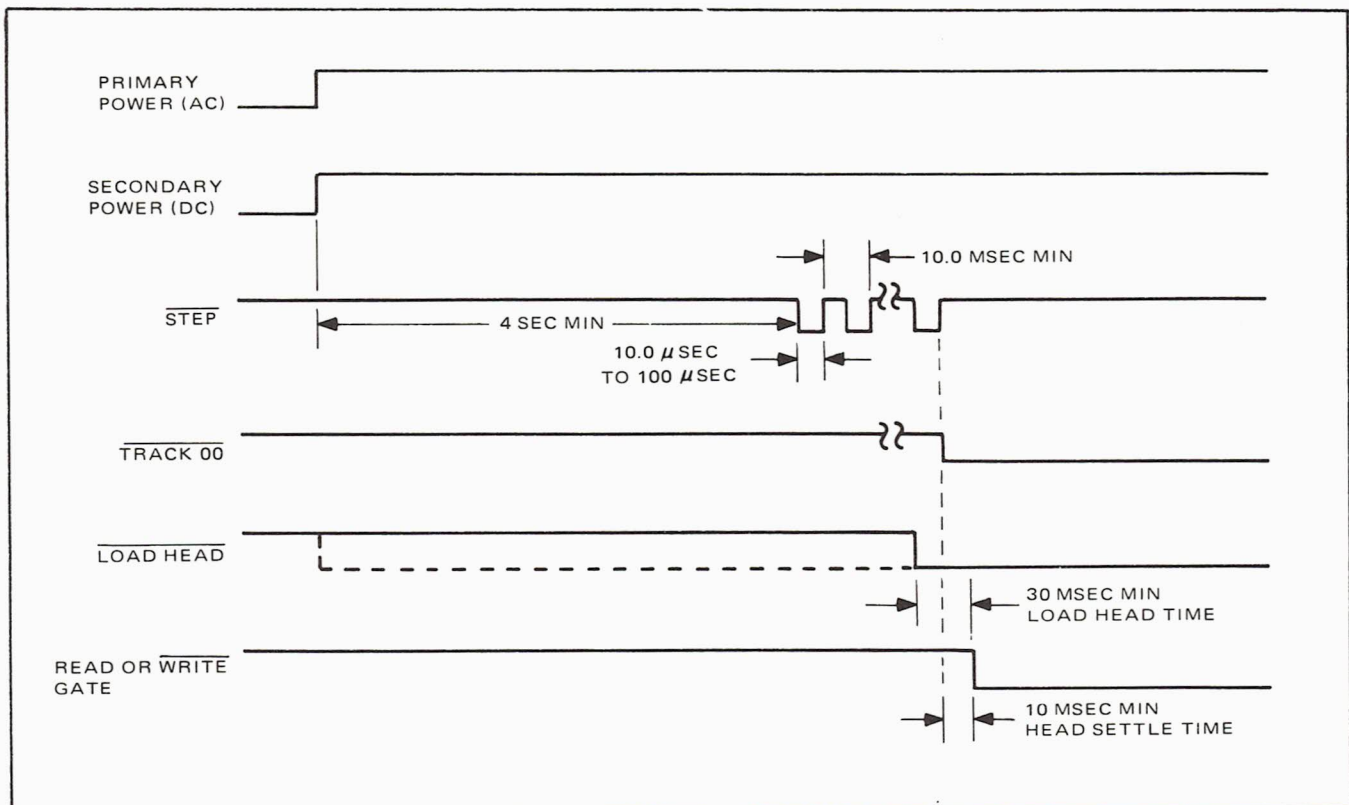 PRIMARY
POWER (AC)
SECONDARY
POWER (DC)
10.0 MSEC MIN
STEP
4 SEC MIN
10.0 μSEC
TO 100 μSEC
TRACK 00
LOAD HEAD
30 MSEC MIN
LOAD HEAD TIME
READ OR WRITE
GATE
10 MSEC MIN
HEAD SETTLE TIME